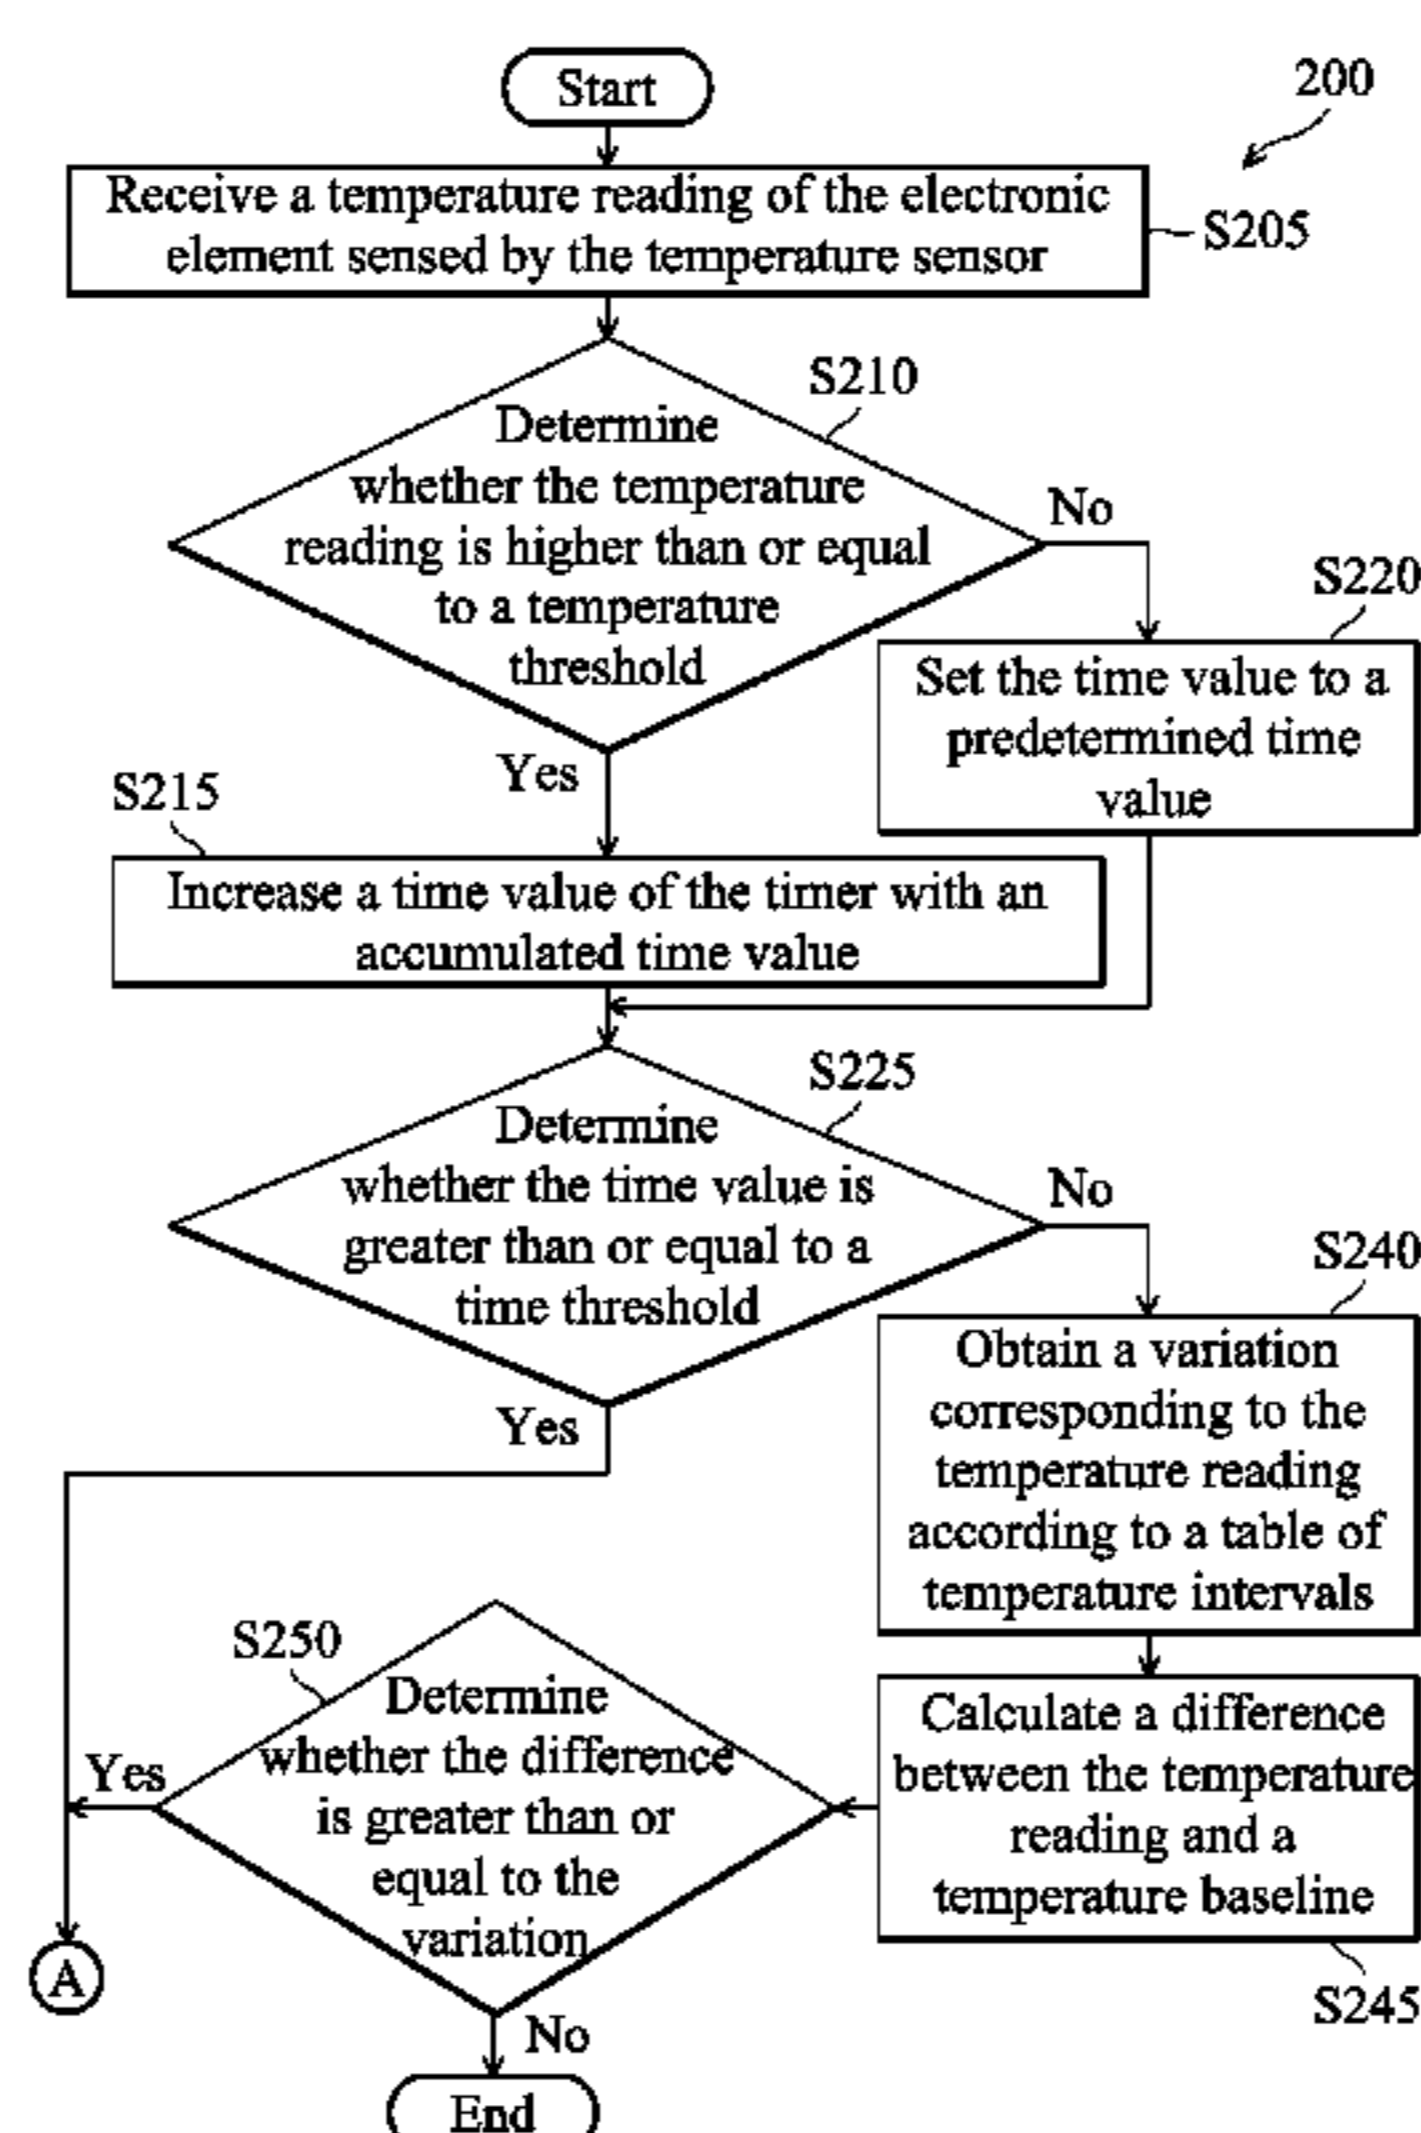 Start
200
Receive a temperature reading of the electronic
element sensed by the temperature sensor
S205
S210
Determine
whether the temperature
reading is higher than or equal
to a temperature
threshold
No
S220
Set the time value to a
predetermined time
value
Yes
S215
Increase a time value of the timer with an
accumulated time value
S225
Determine
whether the time value is
greater than or equal to a
time threshold
No
S240
Obtain a variation
corresponding to the
temperature reading
according to a table of
temperature intervals
Yes
S250
Determine
whether the difference
is greater than or
equal to the
variation
Calculate a difference
between the temperature
reading and a
temperature baseline
S245
Yes
A
No
End